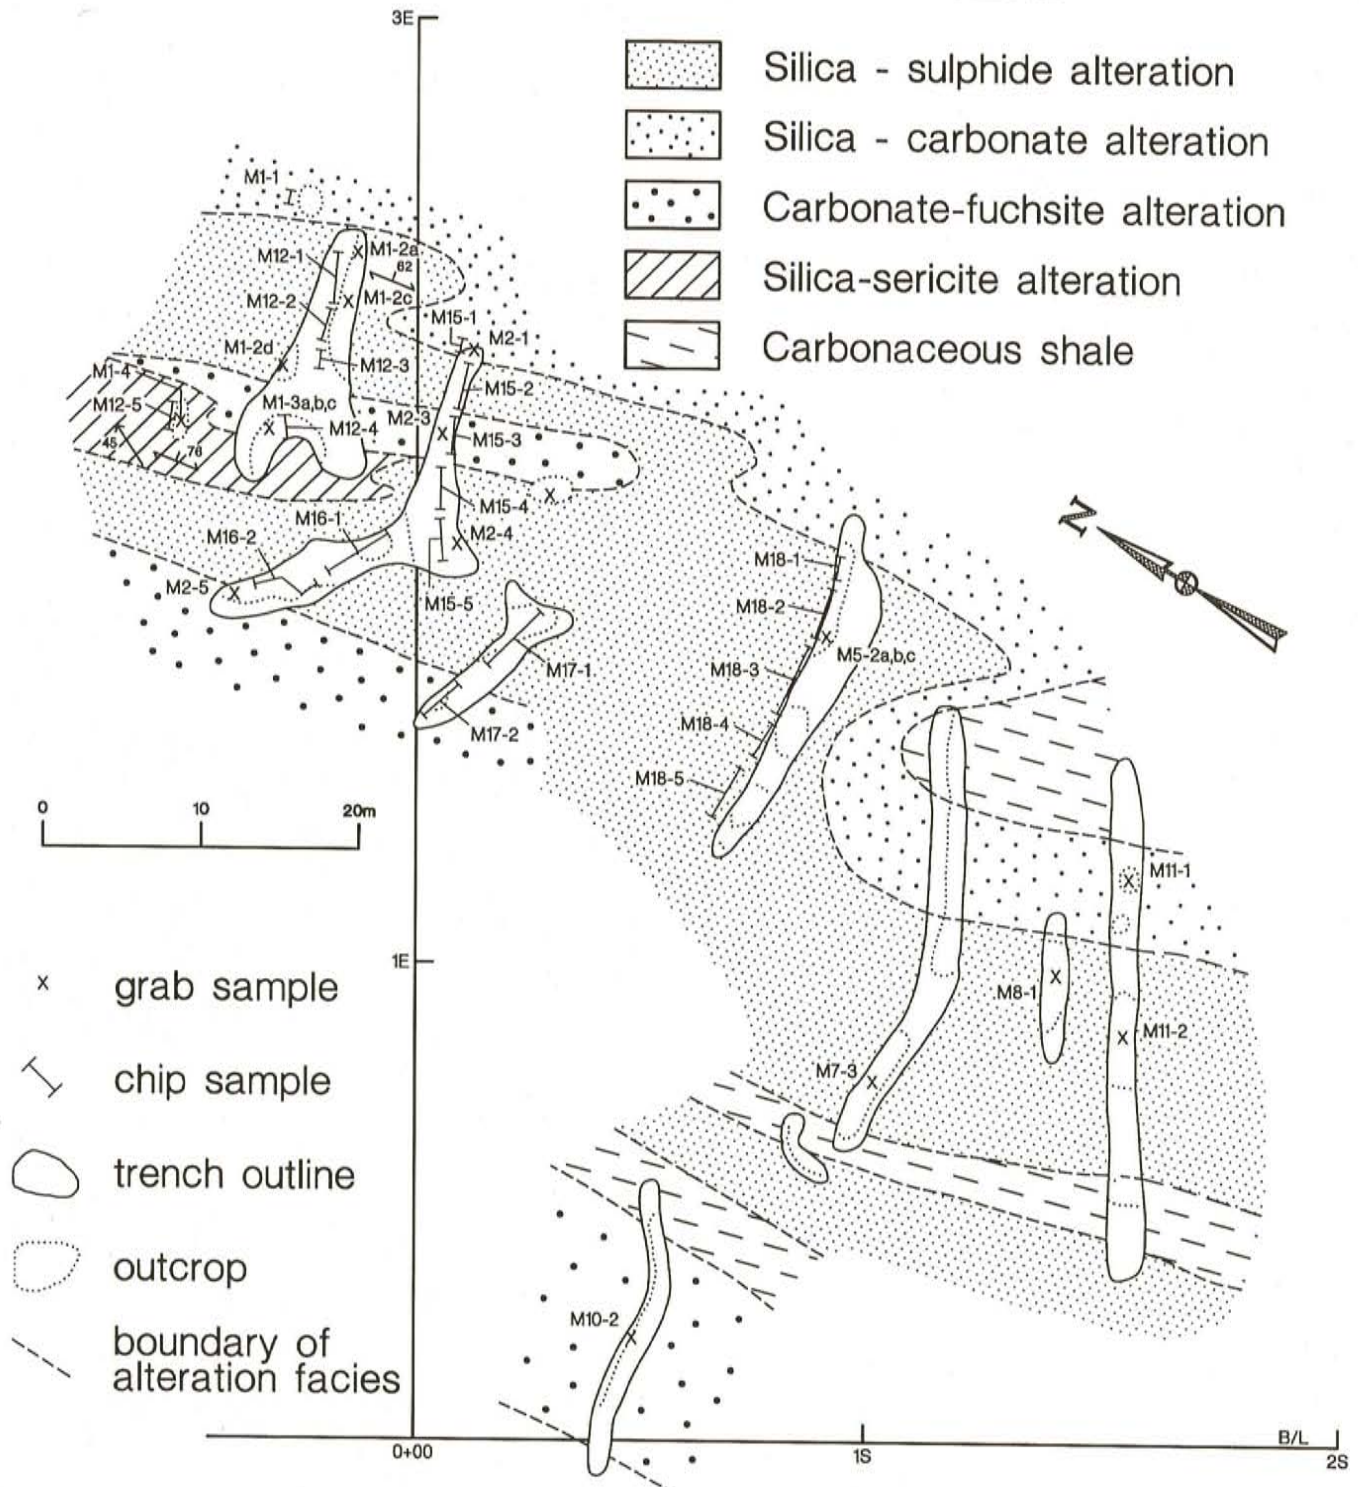 3E
Silica - sulphide alteration
Silica - carbonate alteration
Carbonate-fuchsite alteration
Silica-sericite alteration
Carbonaceous shale
M1-1
M12-1
M1-2a
62
M12-2
M1-2c
M15-1
M2-1
M1-2d
M12-3
M1-4
M15-2
M12-5
M1-3a,b,c
M2-3
M12-4
M15-3
45
76
M15-4
M16-1
M16-2
M2-4
N
M18-1
M2-5
M15-5
M18-2
M5-2a,b,c
M17-1
M18-3
M18-4
M17-2
M18-5
0
10
20m
M11-1
1E
grab sample
M8-1
M11-2
chip sample
M7-3
trench outline
outcrop
M10-2
boundary of
alteration facies
0+00
1S
B/L
2S